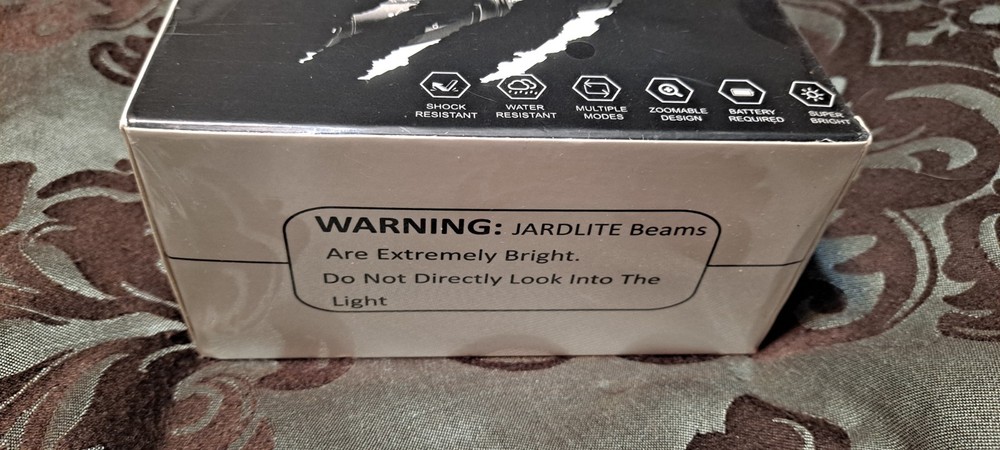 SHOCK
RESISTANT
WATER
RESISTANT
MULTIPLE
MODES
ZOOMABLE
DESIGN
BATTERY
REQUIRED
SUPER
BRIGHT
WARNING: JARDLITE Beams
Are Extremely Bright.
Do Not Directly Look Into The
Light